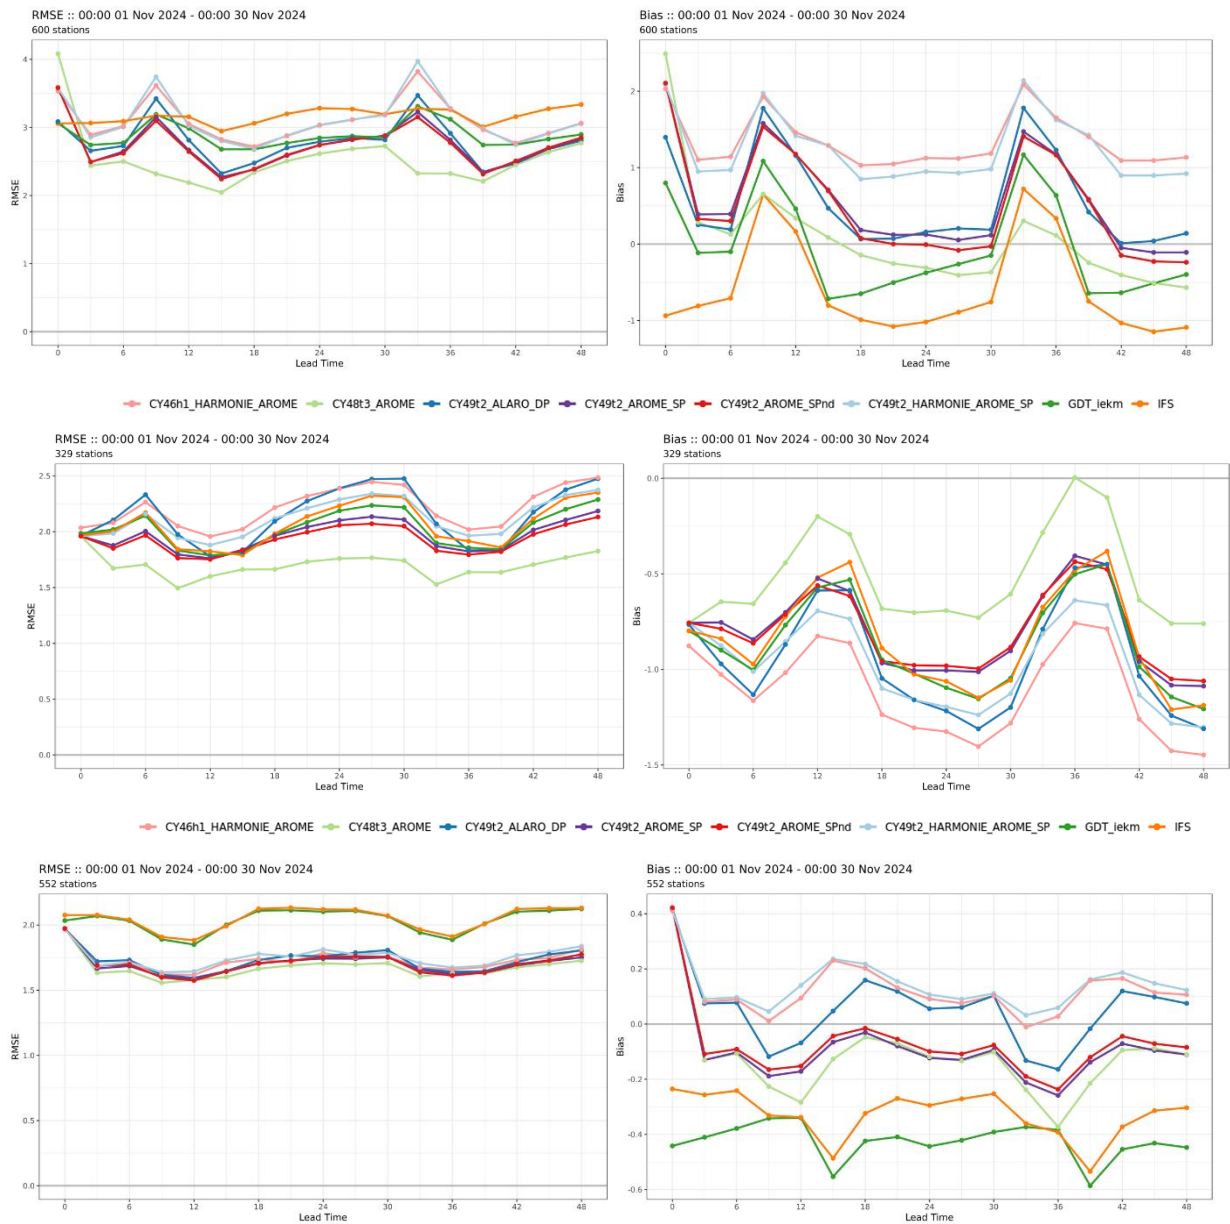 RMSE :: 00:00 01 Nov 2024 - 00:00 30 Nov 2024
600 stations
4
3
2
1
0
RMSE
0 6 12 18 24 30 36 42 48
Lead Time
Bias :: 00:00 01 Nov 2024 - 00:00 30 Nov 2024
600 stations
2
1
0
-1
Bias
0 6 12 18 24 30 36 42 48
Lead Time
CY46h1_HARMONIE_AROME CY48t3_AROME CY49t2_ALARO_DP CY49t2_AROME_SP CY49t2_AROME_SPnd CY49t2_HARMONIE_AROME_SP GDT_iekm IFS
RMSE :: 00:00 01 Nov 2024 - 00:00 30 Nov 2024
329 stations
2.5
2.0
1.5
1.0
0.5
0.0
RMSE
0 6 12 18 24 30 36 42 48
Lead Time
Bias :: 00:00 01 Nov 2024 - 00:00 30 Nov 2024
329 stations
0.0
-0.5
-1.0
-1.5
Bias
0 6 12 18 24 30 36 42 48
Lead Time
CY46h1_HARMONIE_AROME CY48t3_AROME CY49t2_ALARO_DP CY49t2_AROME_SP CY49t2_AROME_SPnd CY49t2_HARMONIE_AROME_SP GDT_iekm IFS
RMSE :: 00:00 01 Nov 2024 - 00:00 30 Nov 2024
552 stations
2.0
1.5
1.0
0.5
0.0
RMSE
0 6 12 18 24 30 36 42 48
Lead Time
Bias :: 00:00 01 Nov 2024 - 00:00 30 Nov 2024
552 stations
0.4
0.2
0.0
-0.2
-0.4
-0.6
Bias
0 6 12 18 24 30 36 42 48
Lead Time